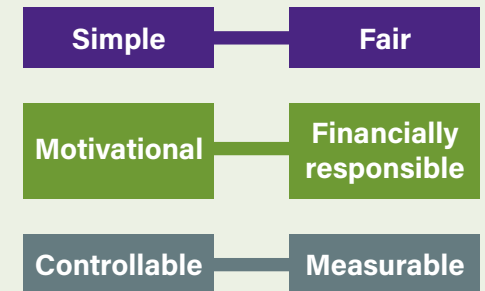 Simple
Fair
Motivational
Financially
responsible
Controllable
Measurable